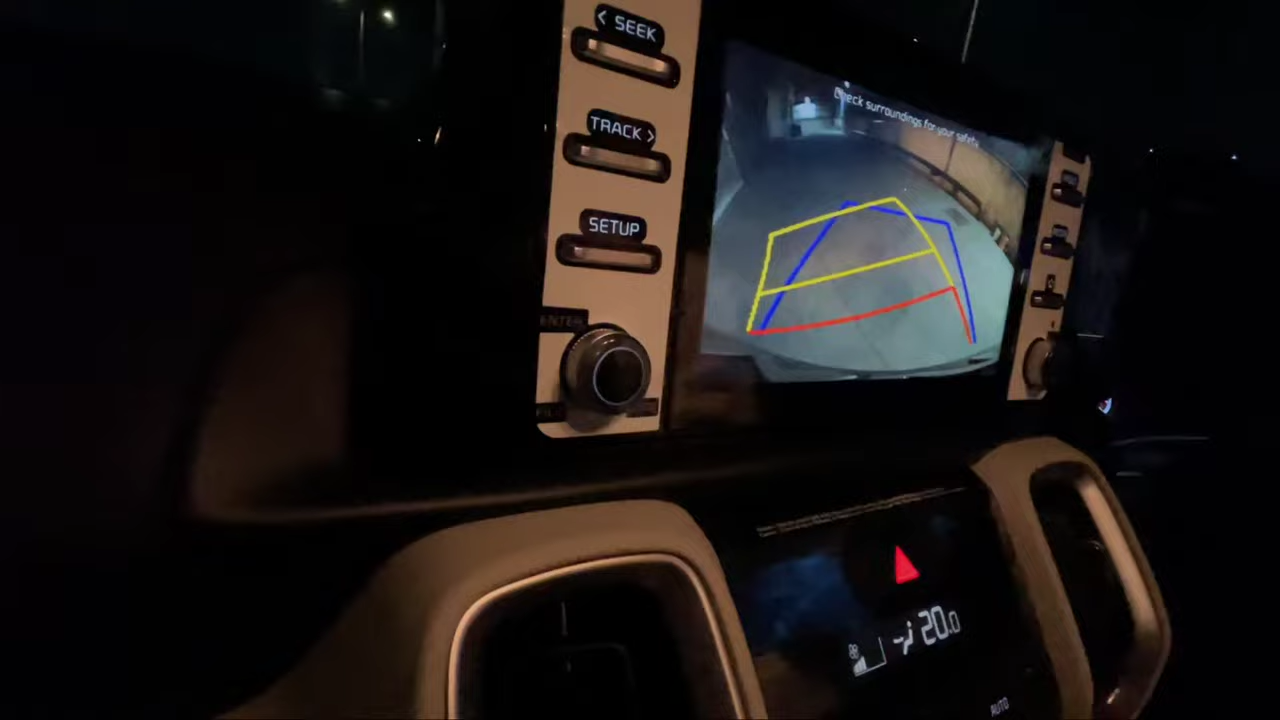 < SEEK
TRACK >
SETUP
ENTER
Check surroundings for your safety
20.0
AUTO